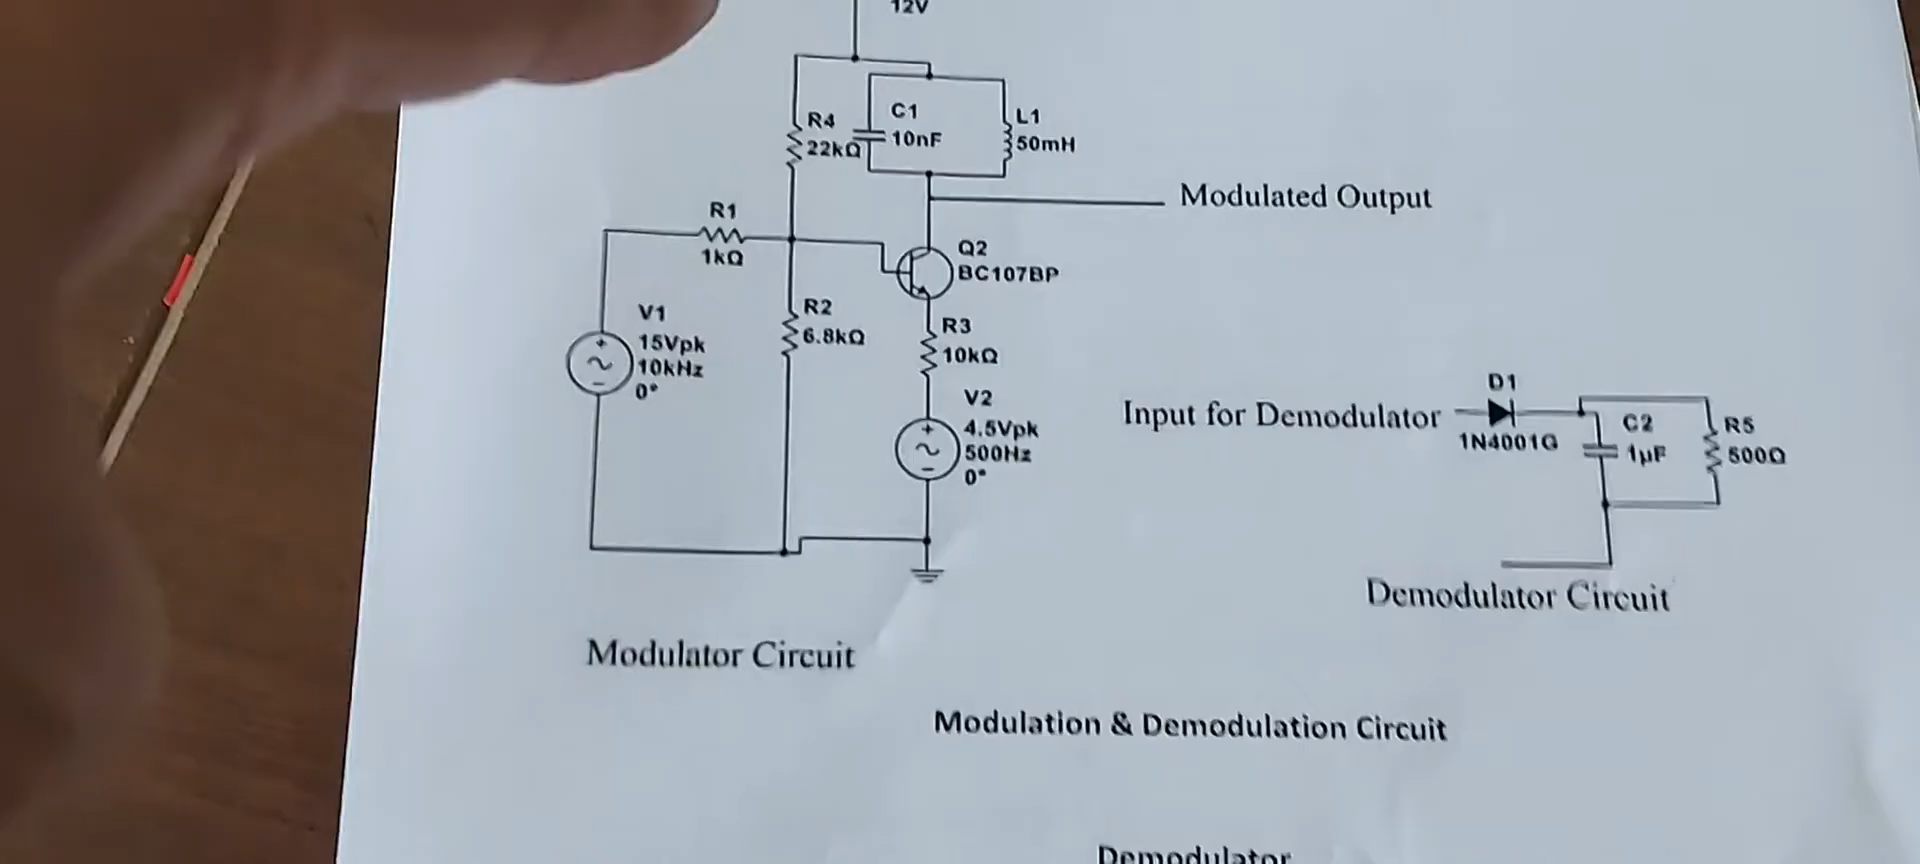 12V
R4
22kΩ
C1
10nF
L1
50mH
Modulated Output
R1
1kΩ
Q2
BC107BP
V1
15Vpk
10kHz
0°
R2
6.8kΩ
R3
10kΩ
V2
4.5Vpk
500Hz
0°
Input for Demodulator
D1
1N4001G
C2
1µF
R5
500Ω
Demodulator Circuit
Modulator Circuit
Modulation & Demodulation Circuit
Demodulator